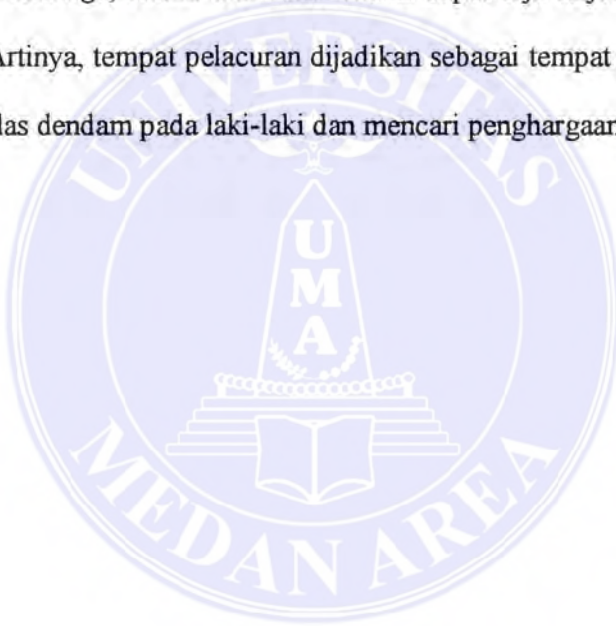 Artinya, tempat pelacuran dijadikan sebagai tempat
las dendam pada laki-laki dan mencari penghargaan
UNIVERSITAS
UMA
MEDAN AREA